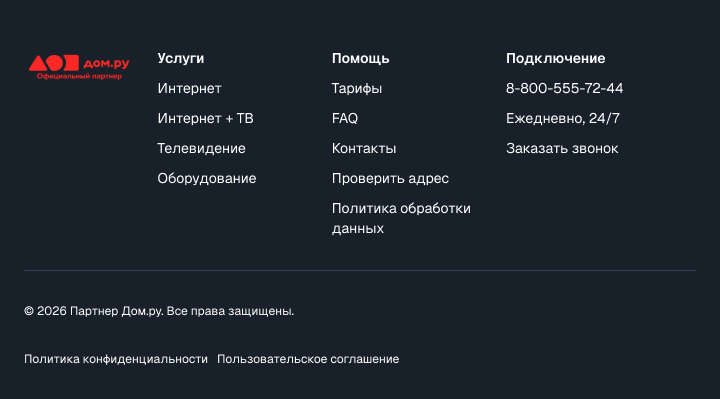 дом.ру
Официальный партнер
Услуги
Интернет
Интернет + ТВ
Телевидение
Оборудование
Помощь
Тарифы
FAQ
Контакты
Проверить адрес
Политика обработки
данных
Подключение
8-800-555-72-44
Ежедневно, 24/7
Заказать звонок
© 2026 Партнер Дом.ру. Все права защищены.
Политика конфиденциальности Пользовательское соглашение